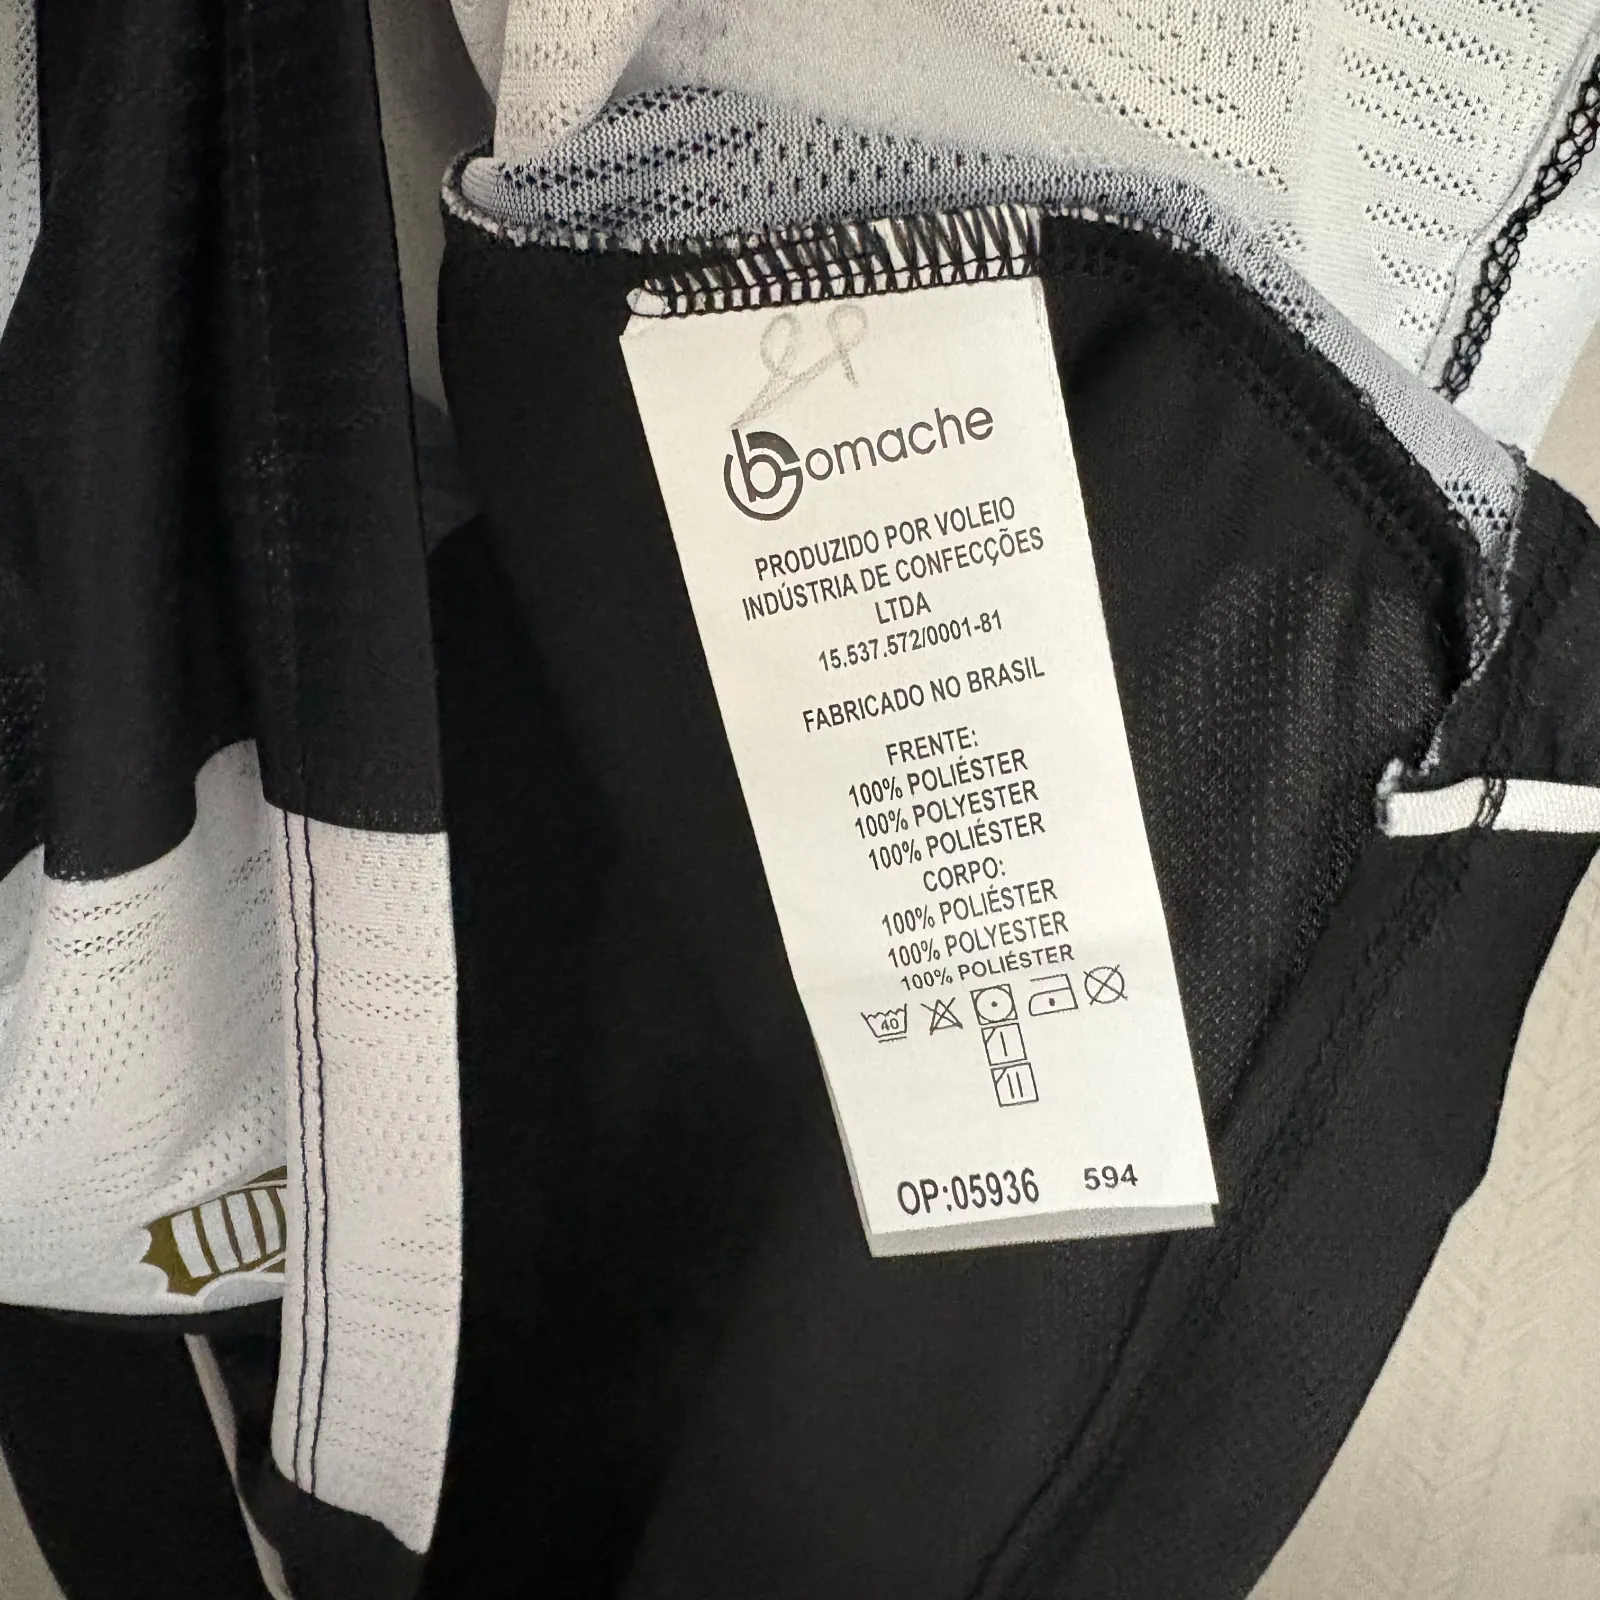 bomache
PRODUZIDO POR VOLEIO
INDÚSTRIA DE CONFECÇÕES
LTDA
15.537.572/0001-81
FABRICADO NO BRASIL
FRENTE:
100% POLIÉSTER
100% POLYESTER
100% POLIÉSTER
CORPO:
100% POLIÉSTER
100% POLYESTER
100% POLIÉSTER
40
OP:05936 594